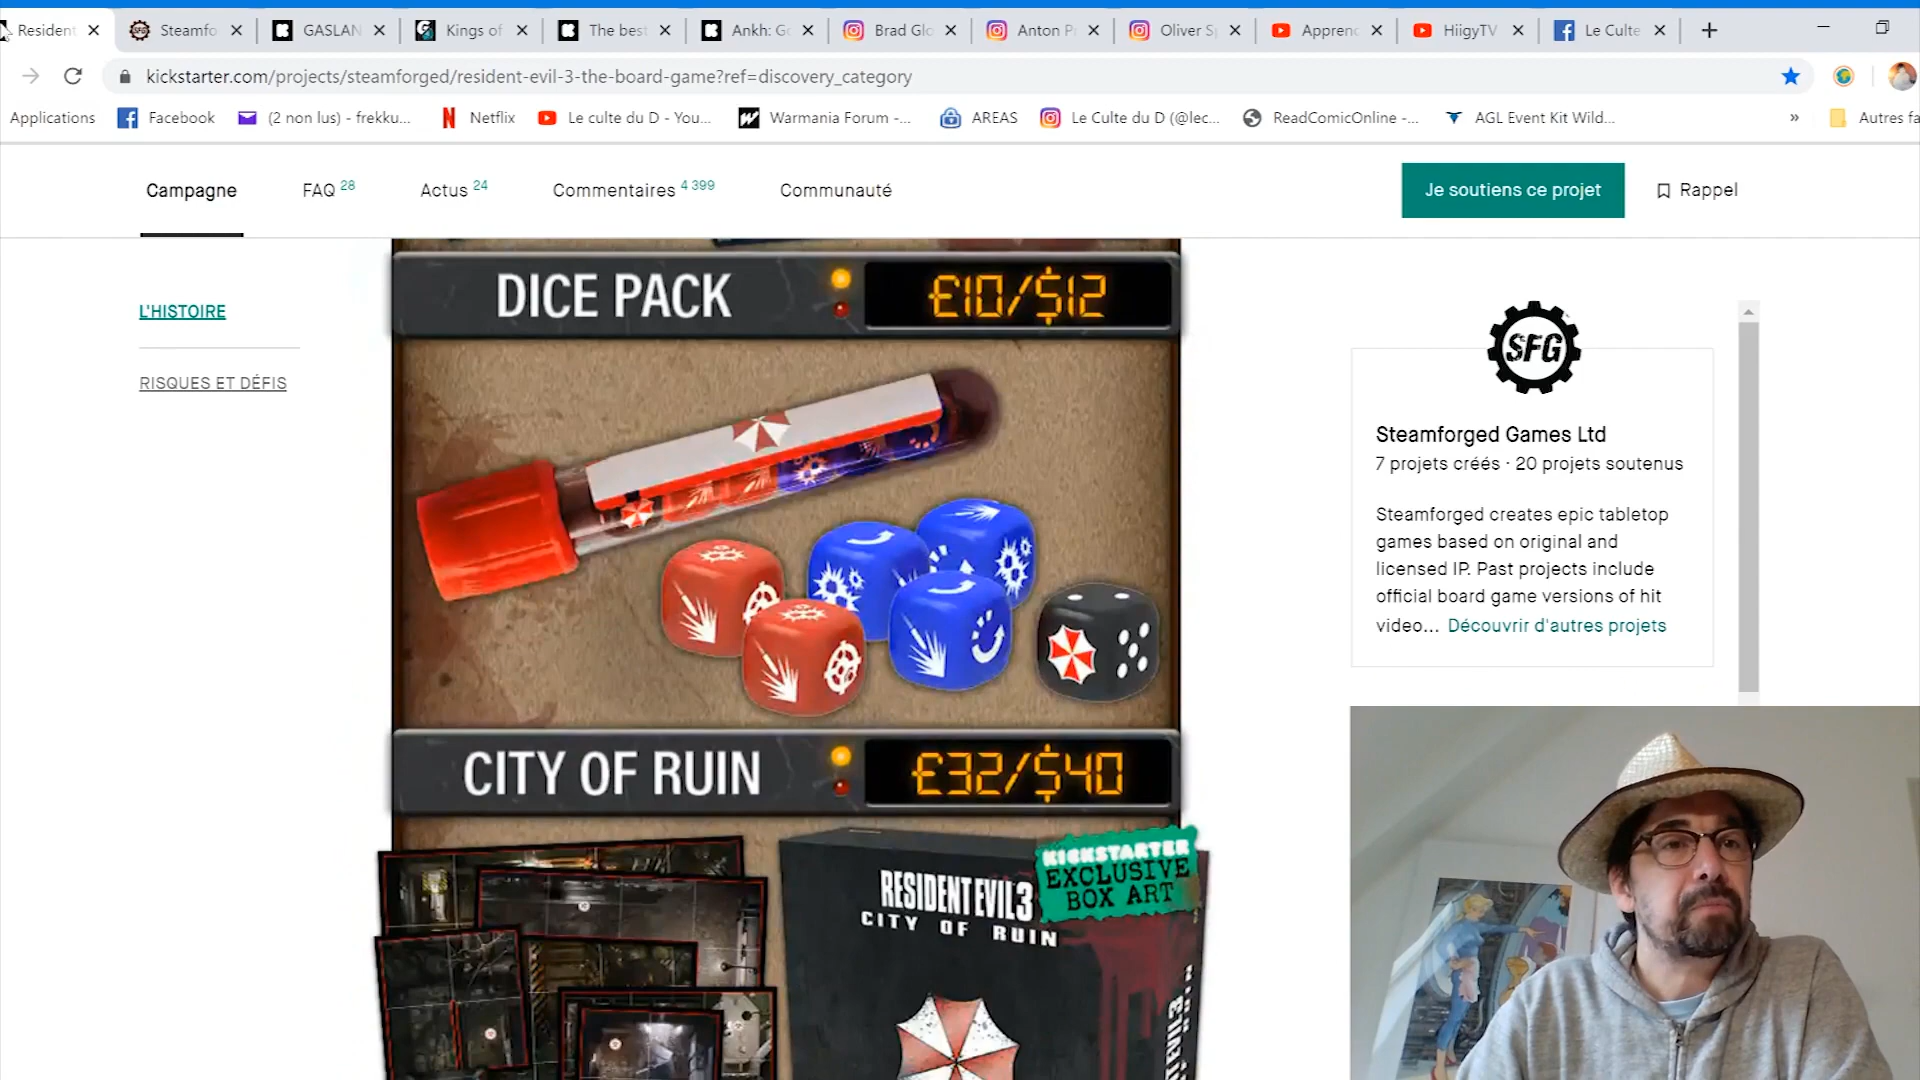 Resident
Steamfo
GASLAN
Kings of
The best
Ankh: Go
Brad Glo
Anton P
Oliver Sp
Apprend
HiigyTV
Le Culte
kickstarter.com/projects/steamforged/resident-evil-3-the-board-game?ref=discovery_category
Applications
Facebook
(2 non lus) - frekku...
Netflix
Le culte du D - You...
Warmania Forum -...
AREAS
Le Culte du D (@lec...
ReadComicOnline -...
AGL Event Kit Wild...
»
Autres fa
Campagne
FAQ 28
Actus 24
Commentaires 4 399
Communauté
Je soutiens ce projet
Rappel
L'HISTOIRE
RISQUES ET DÉFIS
DICE PACK
£10/$12
CITY OF RUIN
£32/$40
KICKSTARTER
EXCLUSIVE
BOX ART
RESIDENT EVIL 3
CITY OF RUIN
SFG
Steamforged Games Ltd
7 projets créés · 20 projets soutenus
Steamforged creates epic tabletop
games based on original and
licensed IP. Past projects include
official board game versions of hit
video... Découvrir d'autres projets